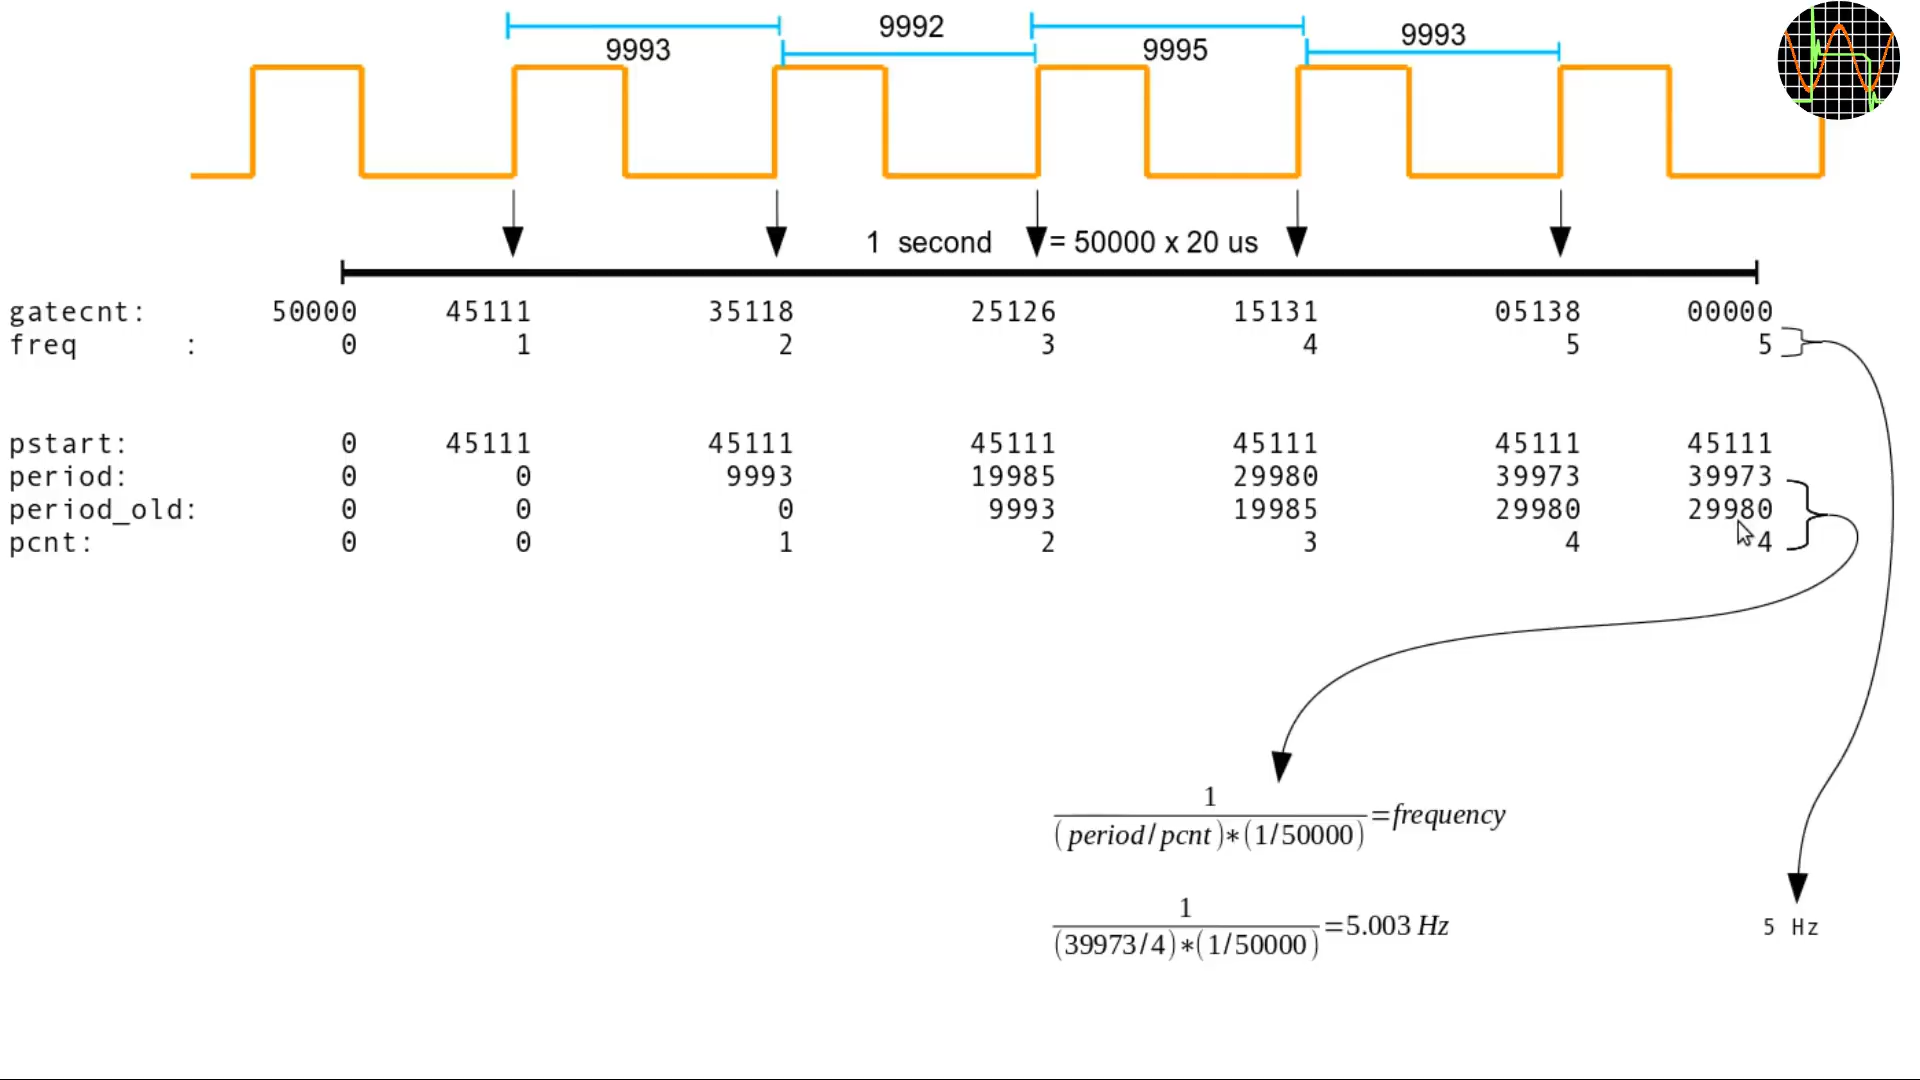 9993 9992 9995 9993
1 second = 50000 x 20 us
gatecnt: 50000 45111 35118 25126 15131 05138 00000
freq : 0 1 2 3 4 5 5
pstart: 0 45111 45111 45111 45111 45111 45111
period: 0 0 9993 19985 29980 39973 39973
period_old: 0 0 0 9993 19985 29980 29980
pcnt: 0 0 1 2 3 4 4
1
(period/pcnt)*(1/50000) =frequency
1
(39973/4)*(1/50000) =5.003 Hz
5 Hz